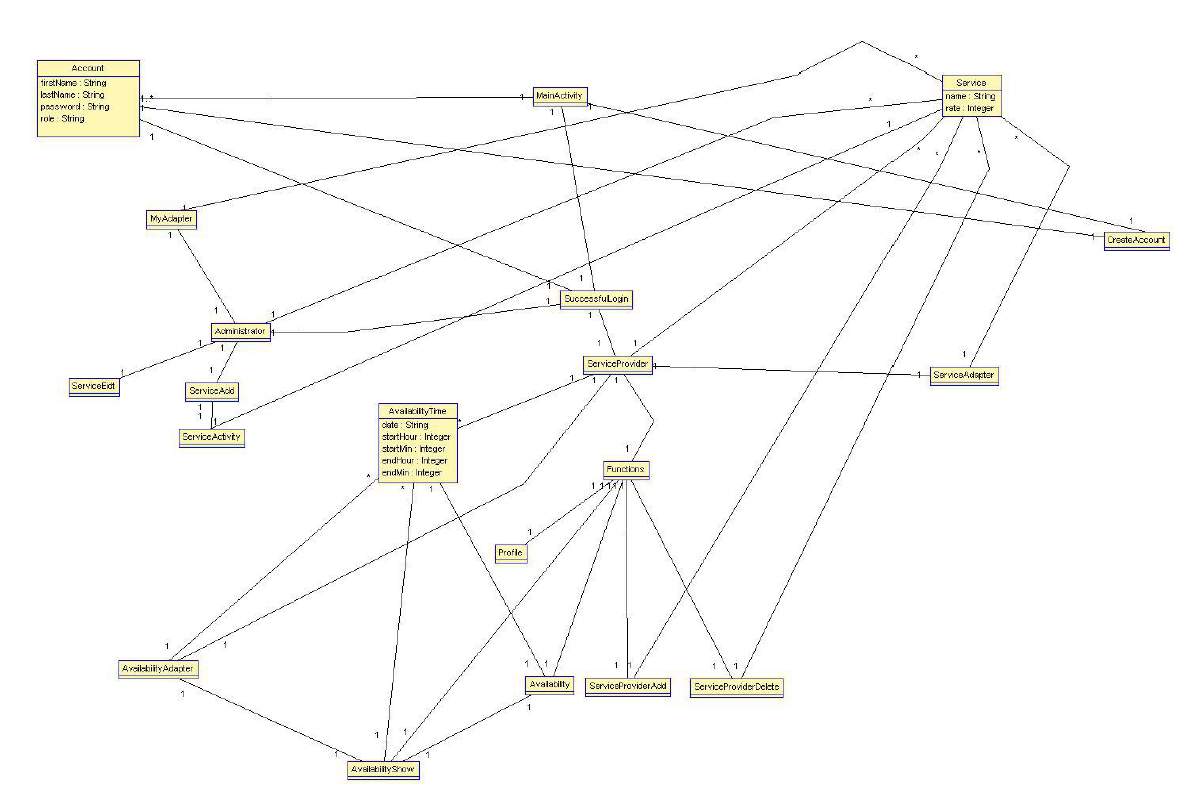 Account
firstName : String
lastName : String
password : String
role : String
MainActivity
Service
name : String
rate : Integer
MyAdapter
CreateAccount
SuccessfulLogin
Administrator
ServiceProvider
ServiceEidt
ServiceAdd
ServiceAdapter
ServiceActivity
AvailabilityTime
date : String
startHour : Integer
startMin : Integer
endHour : Integer
endMin : Integer
Functions
Profile
AvailabilityAdapter
Availability
ServiceProviderAdd
ServiceProviderDelete
AvailabilityShow